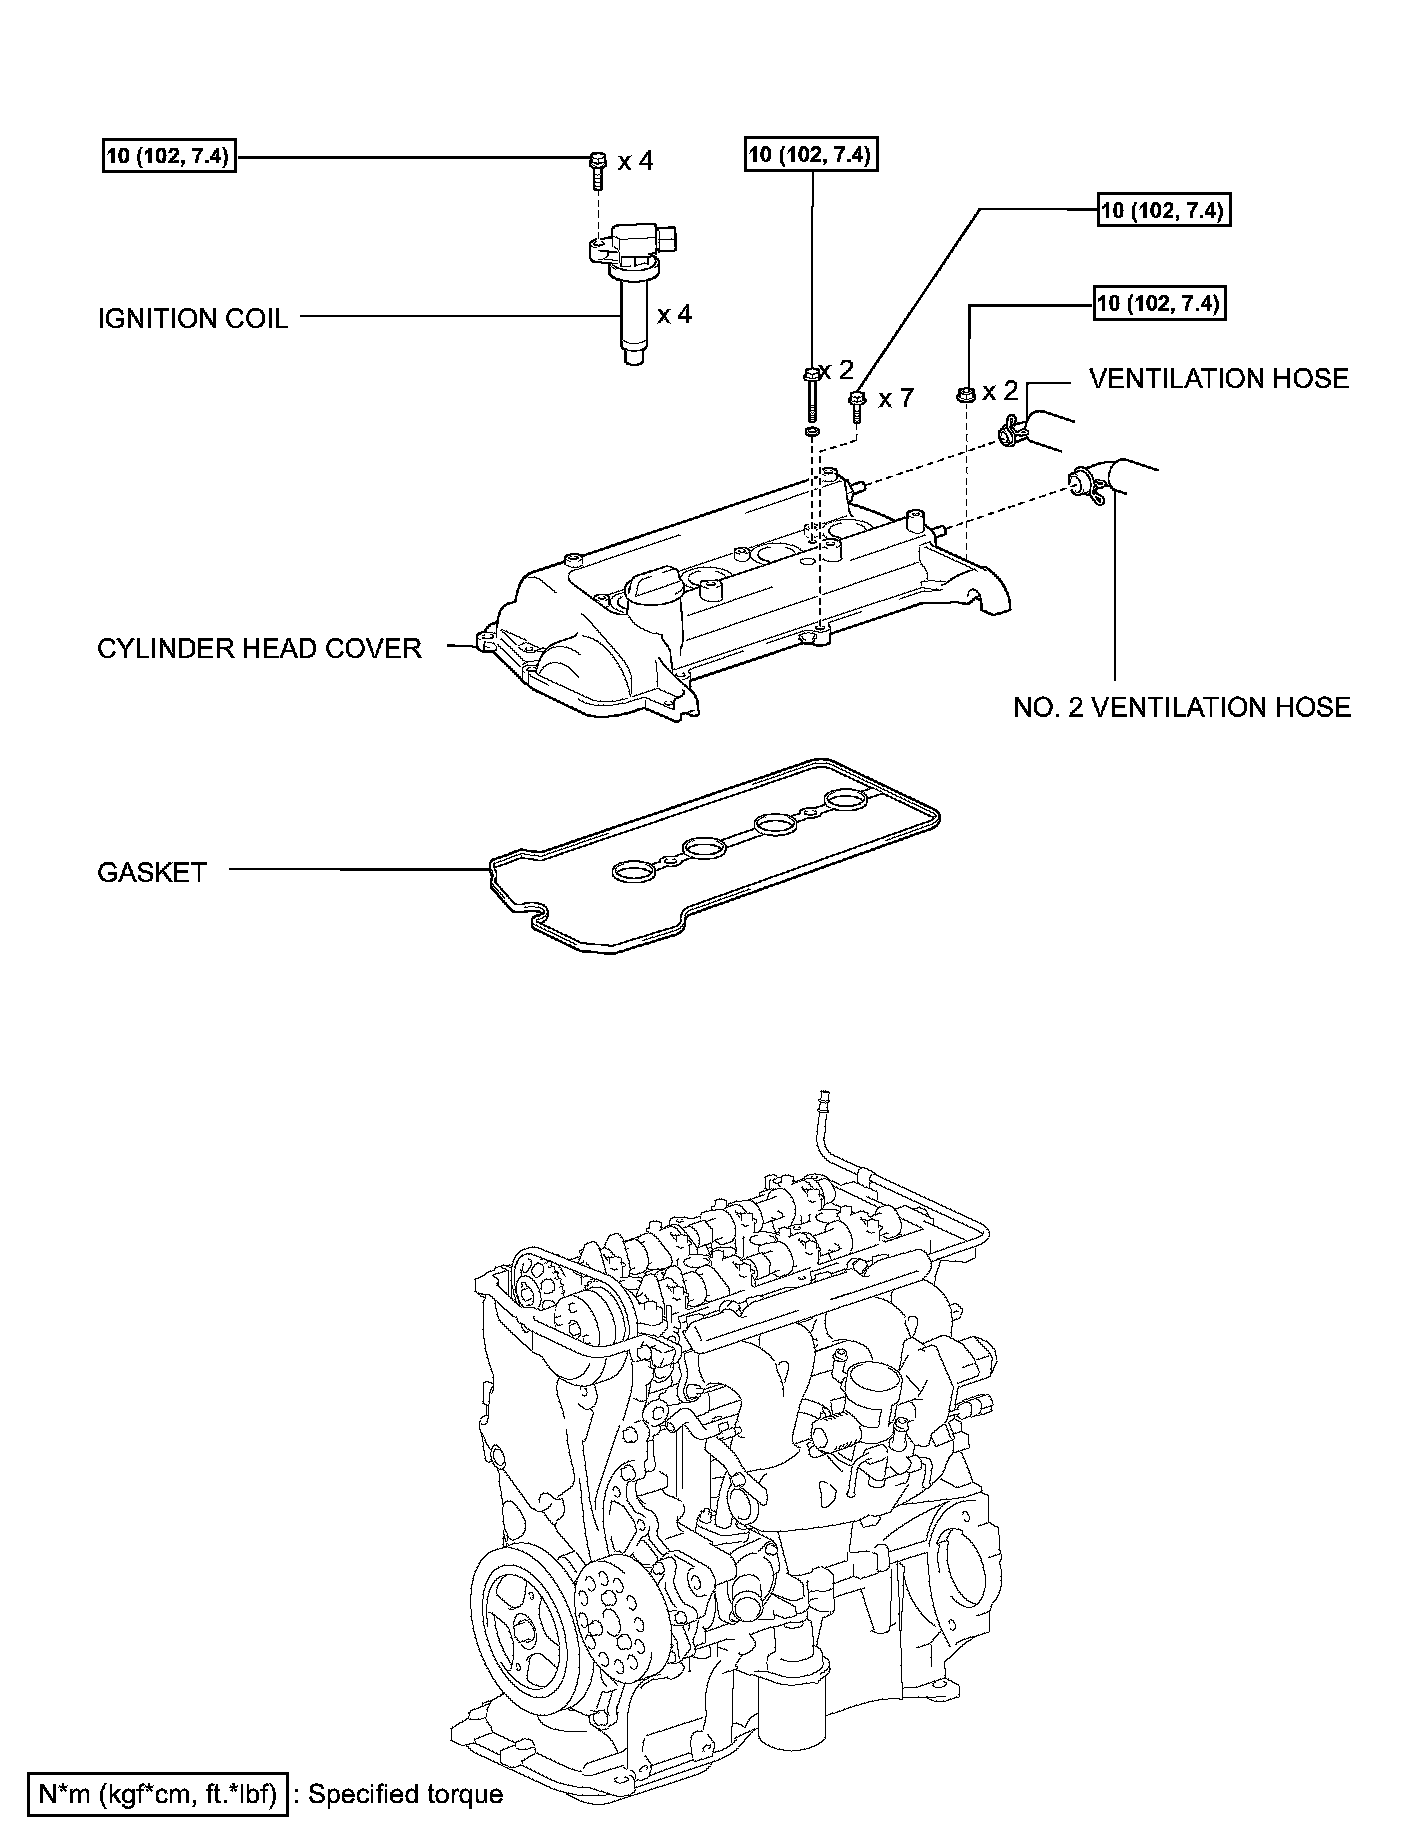 10 (102, 7.4)
x 4
10 (102, 7.4)
10 (102, 7.4)
10 (102, 7.4)
IGNITION COIL
x 4
x 2
x 7
x 2
VENTILATION HOSE
CYLINDER HEAD COVER
NO. 2 VENTILATION HOSE
GASKET
N*m (kgf*cm, ft.*lbf) : Specified torque